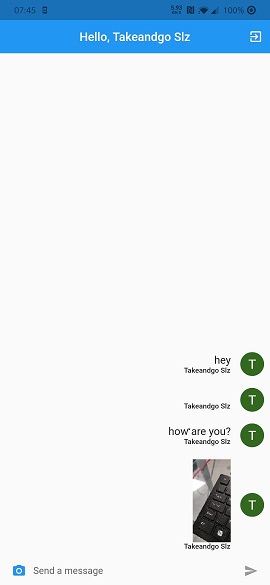 07:45
100%
Hello, Takeandgo Slz
hey
Takeandgo Slz
T
Takeandgo Slz
T
how are you?
Takeandgo Slz
T
Takeandgo Slz
T
Send a message